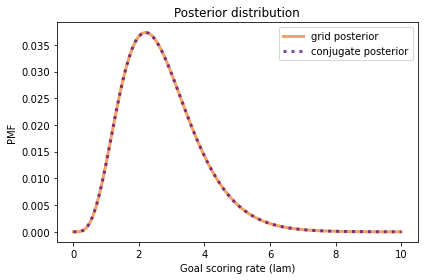 Posterior distribution
grid posterior
conjugate posterior
PMF
0.035
0.030
0.025
0.020
0.015
0.010
0.005
0.000
0 2 4 6 8 10
Goal scoring rate (lam)